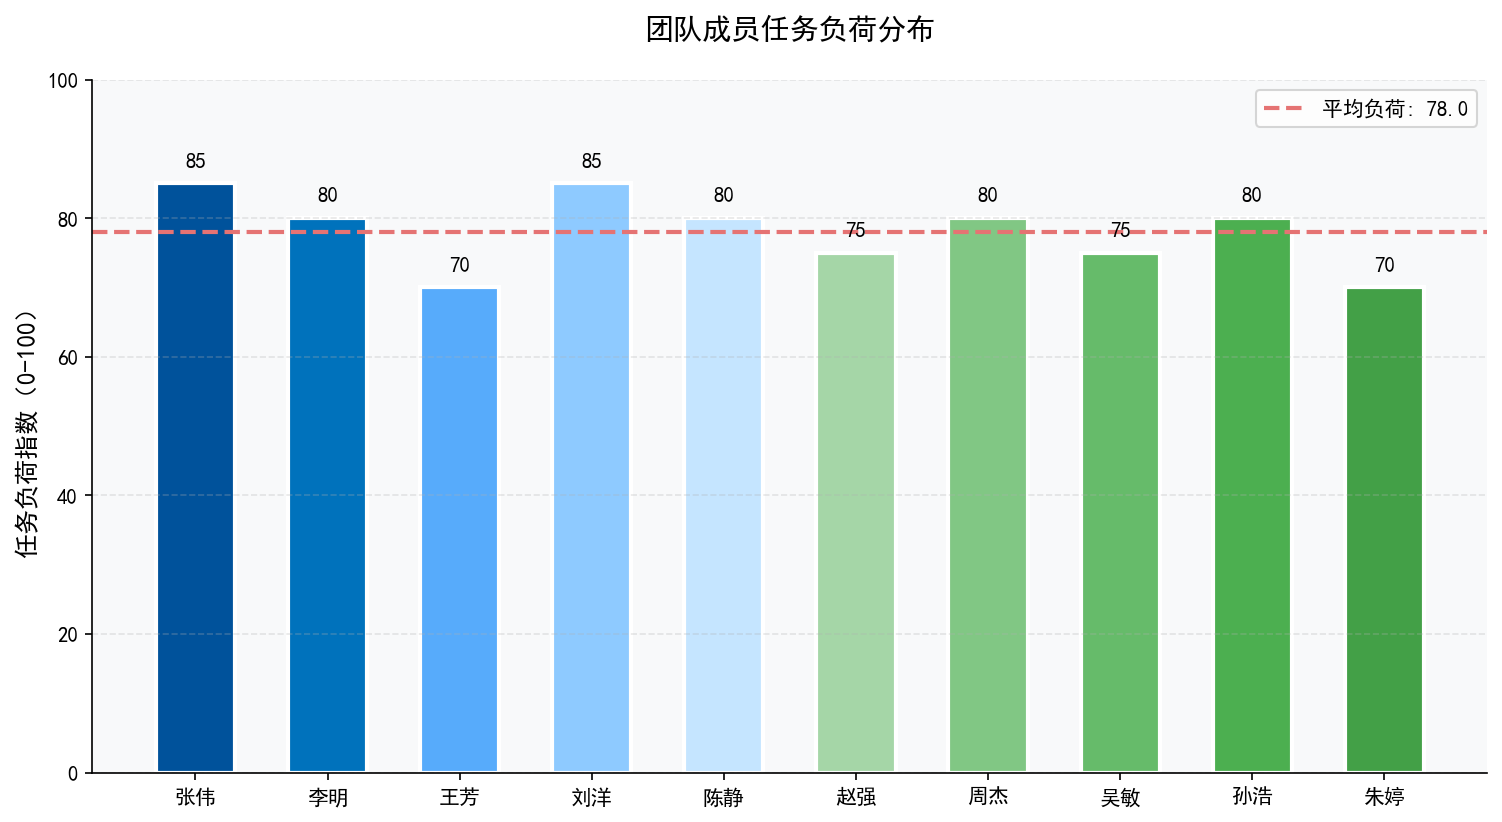 团队成员任务负荷分布
任务负荷指数（0-100）
100
80
60
40
20
0
平均负荷: 78.0
85
80
70
85
80
75
80
75
80
70
张伟
李明
王芳
刘洋
陈静
赵强
周杰
吴敏
孙浩
朱婷